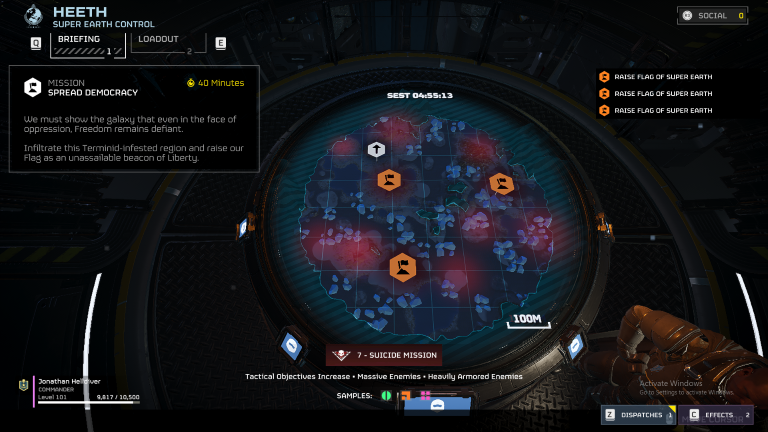 HEETH
SUPER EARTH CONTROL
SOCIAL 0
Q BRIEFING 1 LOADOUT 2 E
MISSION
SPREAD DEMOCRACY
40 Minutes
We must show the galaxy that even in the face of
oppression, Freedom remains defiant.
Infiltrate this Terminid-infested region and raise our
Flag as an unassailable beacon of Liberty.
RAISE FLAG OF SUPER EARTH
RAISE FLAG OF SUPER EARTH
RAISE FLAG OF SUPER EARTH
SEST 04:55:13
100M
7 - SUICIDE MISSION
Tactical Objectives Increase • Massive Enemies • Heavily Armored Enemies
SAMPLES:
Jonathan Helldiver
COMMANDER
Level 101 9,817 / 10,500
Activate Windows
Go to Settings to activate Windows.
Z DISPATCHES 1 C EFFECTS 2